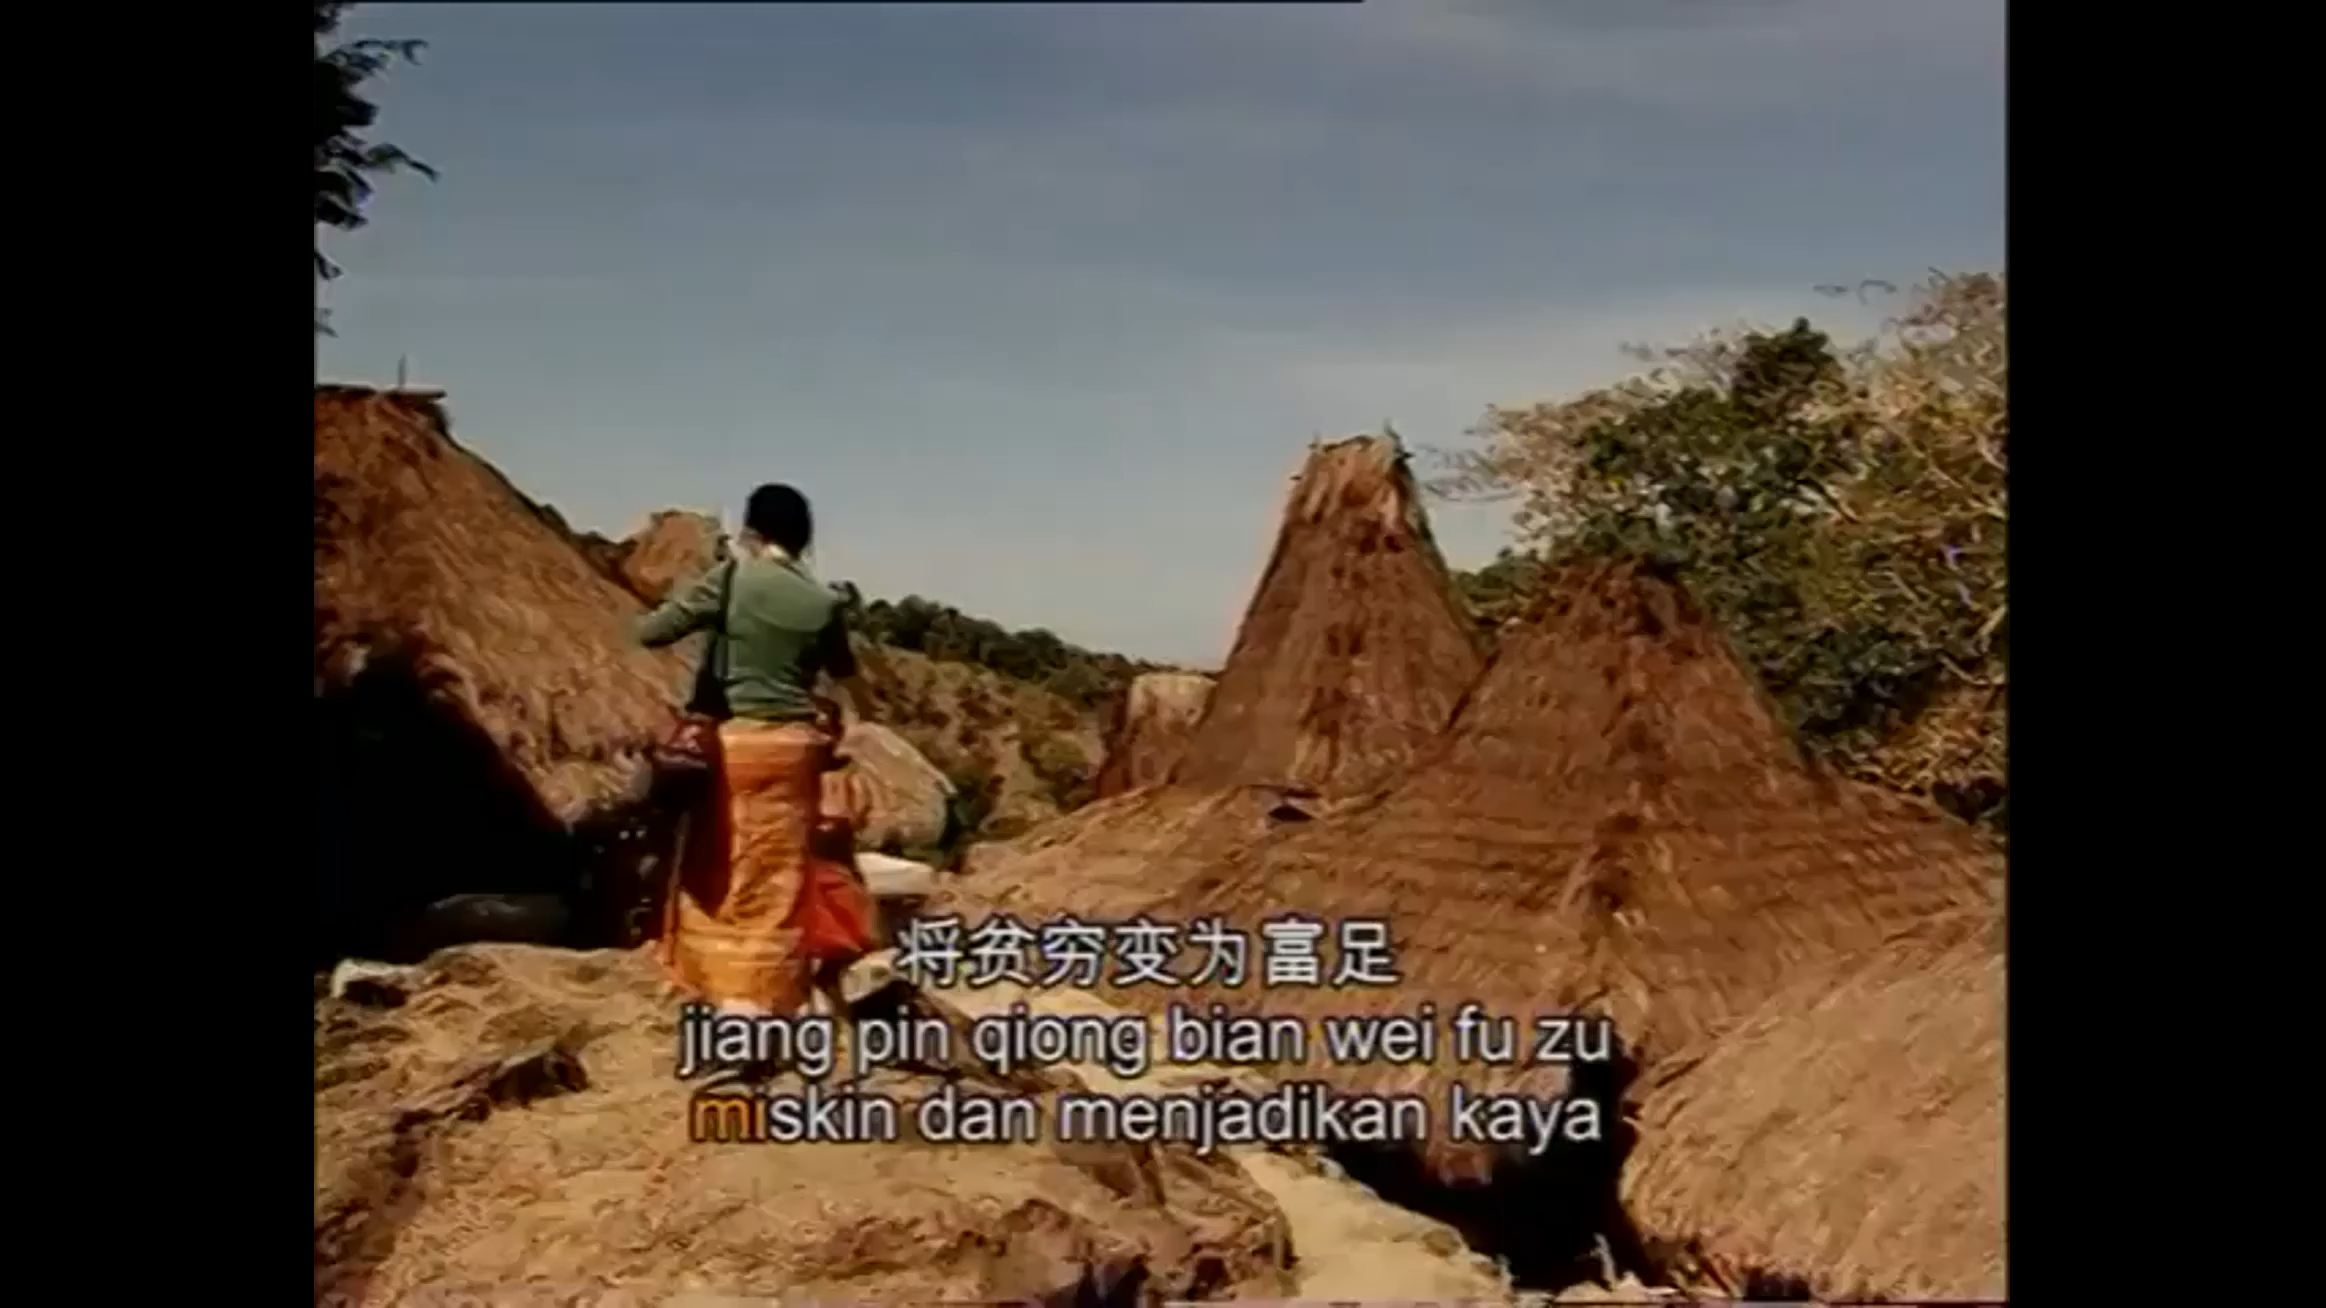 将贫穷变为富足
jiang pin qiong bian wei fu zu
miskin dan menjadikan kaya